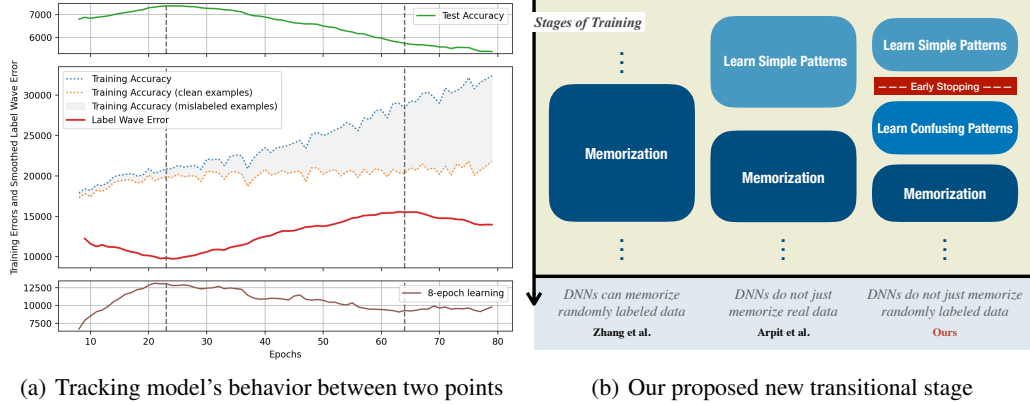 7000
6000
Test Accuracy
Training Errors and Smoothed Label Wave Error
30000
25000
20000
15000
10000
Training Accuracy
Training Accuracy (clean examples)
Training Accuracy (mislabeled examples)
Label Wave Error
12500
10000
7500
8-epoch learning
10 20 30 40 50 60 70 80
Epochs
(a) Tracking model's behavior between two points
Stages of Training
Memorization
Learn Simple Patterns
Memorization
Learn Simple Patterns
Early Stopping
Learn Confusing Patterns
Memorization
DNNs can memorize
randomly labeled data
Zhang et al.
DNNs do not just
memorize real data
Arpit et al.
DNNs do not just memorize
randomly labeled data
Ours
(b) Our proposed new transitional stage